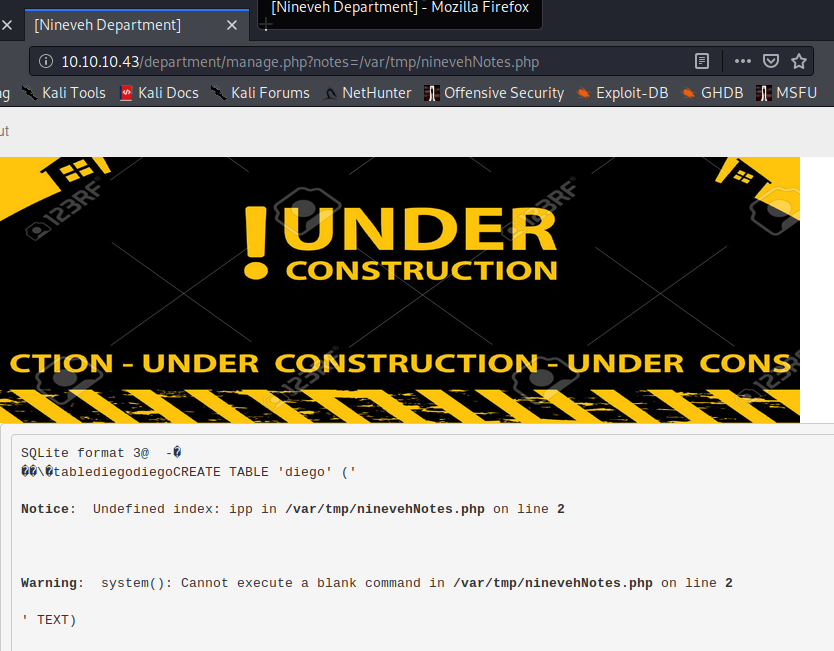 [Nineveh Department] - Mozilla Firefox
[Nineveh Department]
10.10.10.43/department/manage.php?notes=/var/tmp/ninevehNotes.php
ng Kali Tools Kali Docs Kali Forums NetHunter Offensive Security Exploit-DB GHDB MSFU
ut
123RF 123RF
!UNDER
CONSTRUCTION
CTION - UNDER CONSTRUCTION - UNDER CONS
123RF 123RF
SQLite format 3@ -�
��\�tablediegodiegoCREATE TABLE 'diego' ('
Notice: Undefined index: ipp in /var/tmp/ninevehNotes.php on line 2
Warning: system(): Cannot execute a blank command in /var/tmp/ninevehNotes.php on line 2
' TEXT)